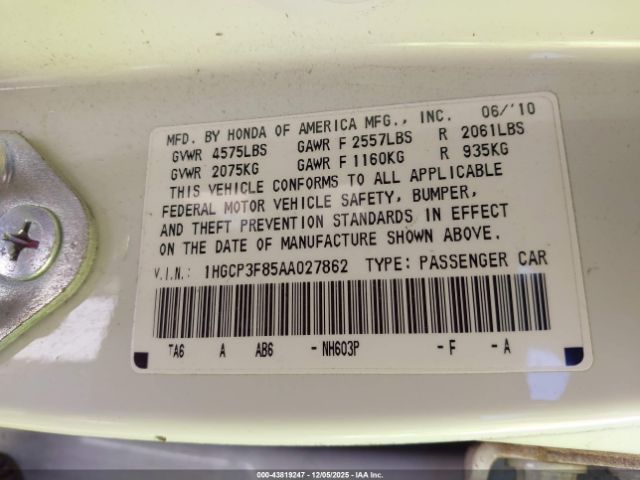 MFD. BY HONDA OF AMERICA MFG., INC. 06/'10
GVWR 4575LBS GAWR F 2557LBS R 2061LBS
GVWR 2075KG GAWR F 1160KG R 935KG
THIS VEHICLE CONFORMS TO ALL APPLICABLE
FEDERAL MOTOR VEHICLE SAFETY, BUMPER,
AND THEFT PREVENTION STANDARDS IN EFFECT
ON THE DATE OF MANUFACTURE SHOWN ABOVE.
V.I.N.: 1HGCP3F85AA027862 TYPE: PASSENGER CAR
TA6 A AB6 -NH603P -F -A
000-43819247 - 12/05/2025 - IAA Inc.